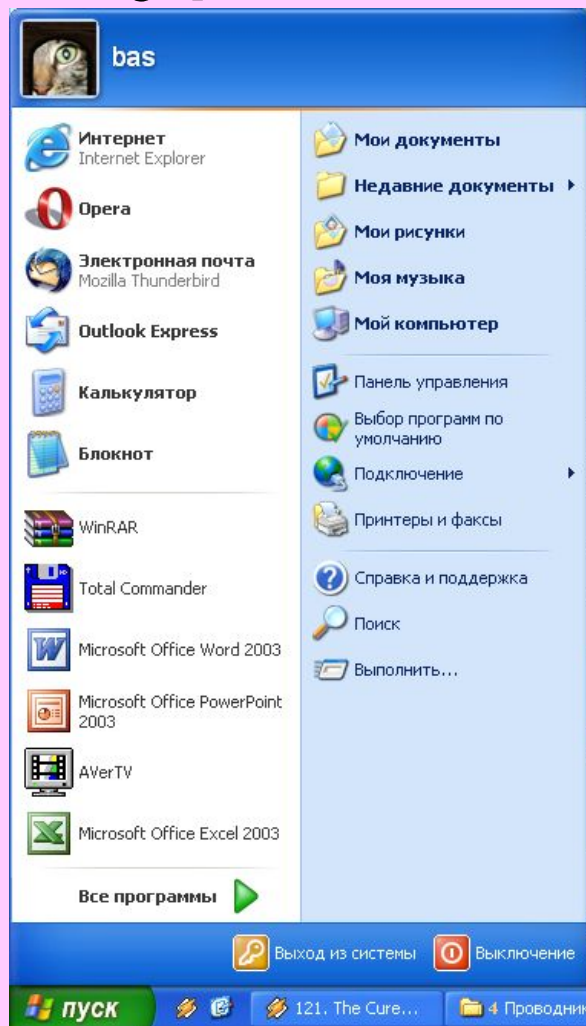 bas
Интернет
Internet Explorer
Opera
Электронная почта
Mozilla Thunderbird
Outlook Express
Калькулятор
Блокнот
WinRAR
Total Commander
Microsoft Office Word 2003
Microsoft Office PowerPoint
2003
AVerTV
Microsoft Office Excel 2003
Все программы
Мои документы
Недавние документы
Мои рисунки
Моя музыка
Мой компьютер
Панель управления
Выбор программ по
умолчанию
Подключение
Принтеры и факсы
Справка и поддержка
Поиск
Выполнить...
Выход из системы
Выключение
пуск
121. The Cure...
4 Проводник